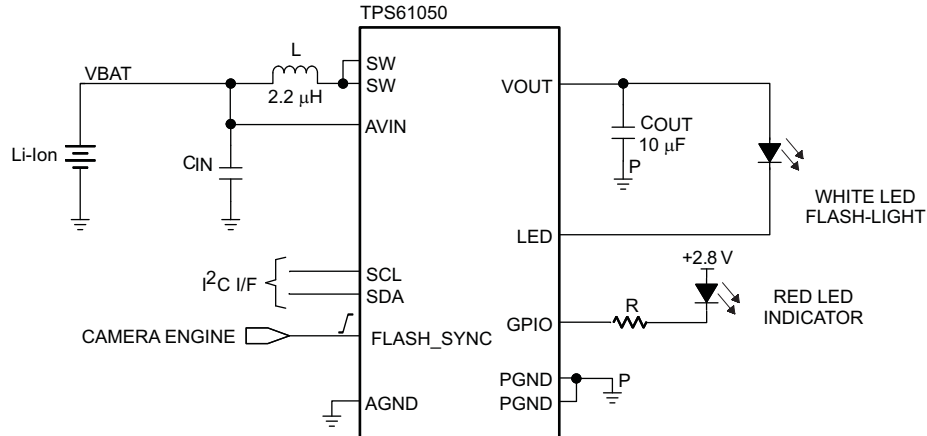 TPS61050
L
SW
VBAT
SW
2.2 μH
VOUT
AVIN
COUT
10 μF
P
Li-Ion
CIN
WHITE LED
FLASH-LIGHT
LED
+2.8 V
I2C I/F
SCL
SDA
R
RED LED
INDICATOR
GPIO
CAMERA ENGINE
FLASH_SYNC
PGND
P
AGND
PGND